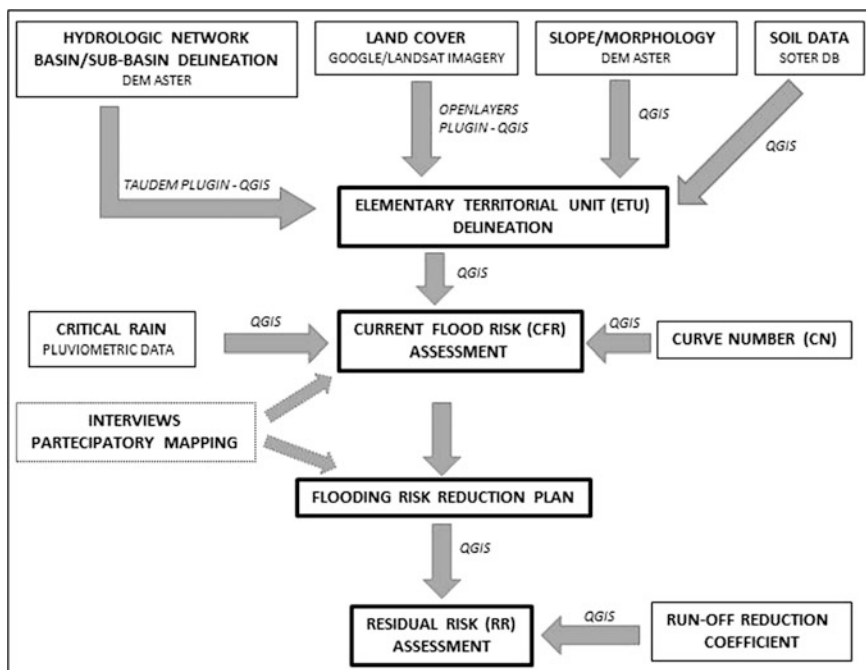 HYDROLOGIC NETWORK
BASIN/SUB-BASIN DELINEATION
DEM ASTER
LAND COVER
GOOGLE/LANDSAT IMAGERY
SLOPE/MORPHOLOGY
DEM ASTER
SOIL DATA
SOTER DB
OPENLAYERS
PLUGIN - QGIS
QGIS
QGIS
TAUDEM PLUGIN - QGIS
ELEMENTARY TERRITORIAL UNIT (ETU)
DELINEATION
QGIS
CRITICAL RAIN
PLUVIOMETRIC DATA
QGIS
CURRENT FLOOD RISK (CFR)
ASSESSMENT
QGIS
CURVE NUMBER (CN)
INTERVIEWS
PARTECIPATORY MAPPING
FLOODING RISK REDUCTION PLAN
QGIS
RESIDUAL RISK (RR)
ASSESSMENT
QGIS
RUN-OFF REDUCTION
COEFFICIENT